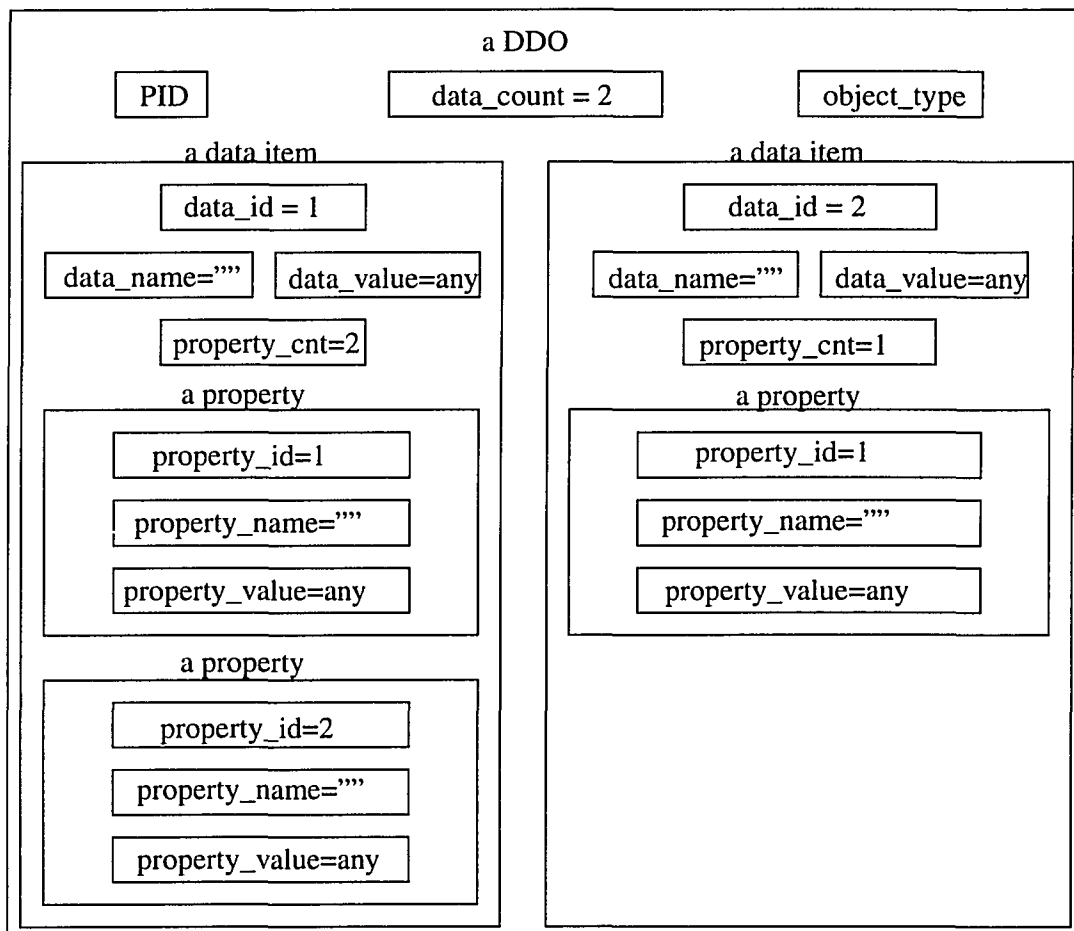 a DDO
PID
data_count = 2
object_type
a data item
data_id = 1
data_name=””
data_value=any
property_cnt=2
a property
property_id=1
property_name=””
property_value=any
a property
property_id=2
property_name=””
property_value=any
a data item
data_id = 2
data_name=””
data_value=any
property_cnt=1
a property
property_id=1
property_name=””
property_value=any